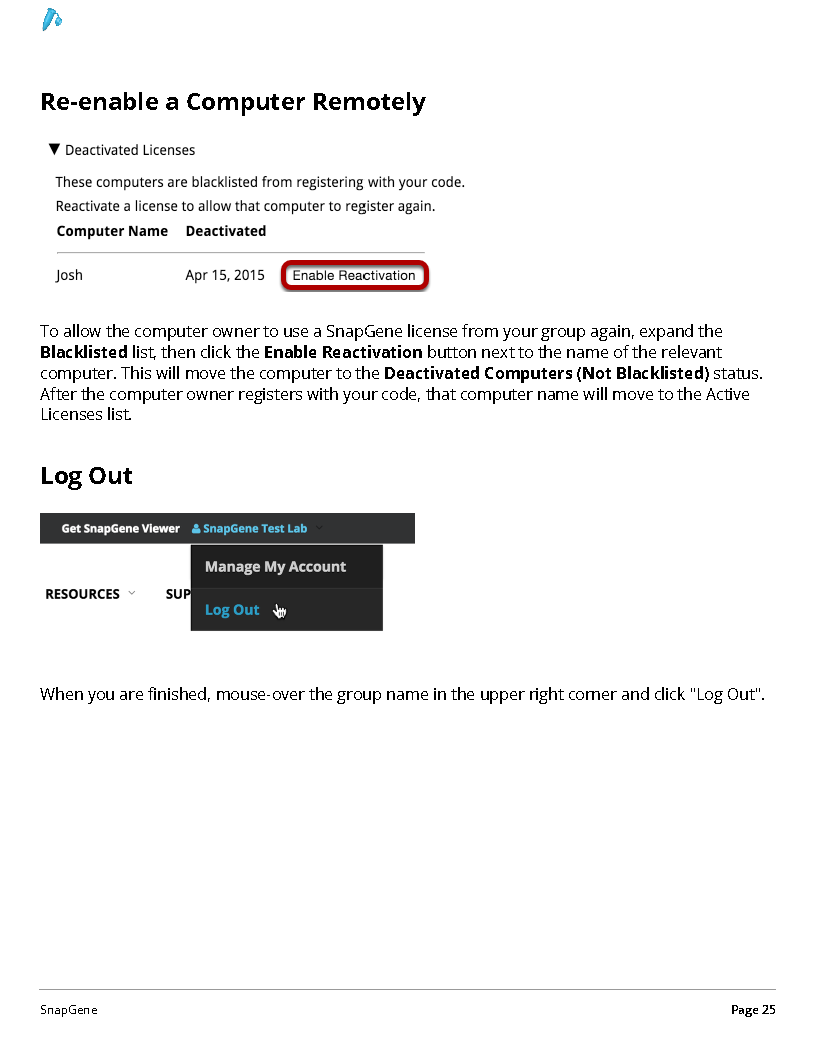 Re-enable a Computer Remotely
▼ Deactivated Licenses
These computers are blacklisted from registering with your code.
Reactivate a license to allow that computer to register again.
Computer Name Deactivated
Josh Apr 15, 2015 Enable Reactivation
To allow the computer owner to use a SnapGene license from your group again, expand the
Blacklisted list, then click the Enable Reactivation button next to the name of the relevant
computer. This will move the computer to the Deactivated Computers (Not Blacklisted) status.
After the computer owner registers with your code, that computer name will move to the Active
Licenses list.
Log Out
Get SnapGene Viewer SnapGene Test Lab
Manage My Account
RESOURCES SUP
Log Out
When you are finished, mouse-over the group name in the upper right corner and click "Log Out".
SnapGene Page 25